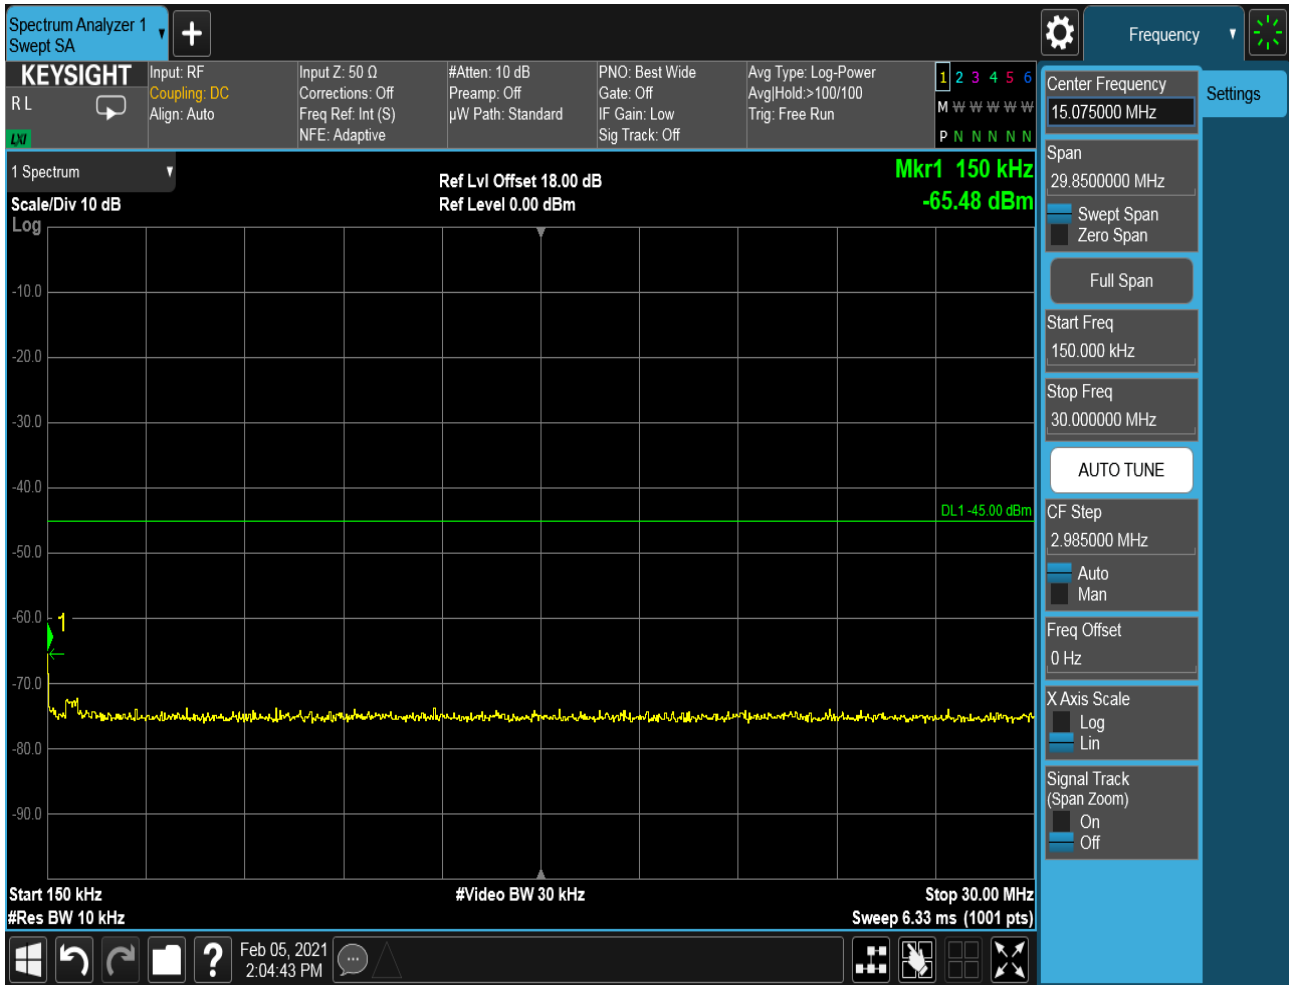 Spectrum Analyzer 1
Swept SA
Frequency
KEYSIGHT
R L
LXI
Input: RF
Coupling: DC
Align: Auto
Input Z: 50 Ω
Corrections: Off
Freq Ref: Int (S)
NFE: Adaptive
#Atten: 10 dB
Preamp: Off
µW Path: Standard
PNO: Best Wide
Gate: Off
IF Gain: Low
Sig Track: Off
Avg Type: Log-Power
Avg|Hold:>100/100
Trig: Free Run
1 2 3 4 5 6
M W W W W W
P N N N N N
1 Spectrum
Scale/Div 10 dB
Log
Ref Lvl Offset 18.00 dB
Ref Level 0.00 dBm
Mkr1 150 kHz
-65.48 dBm
-10.0
-20.0
-30.0
-40.0
DL1 -45.00 dBm
-50.0
-60.0
1
-70.0
-80.0
-90.0
Start 150 kHz
#Res BW 10 kHz
#Video BW 30 kHz
Stop 30.00 MHz
Sweep 6.33 ms (1001 pts)
?
Feb 05, 2021
2:04:43 PM
Center Frequency
15.075000 MHz
Settings
Span
29.8500000 MHz
Swept Span
Zero Span
Full Span
Start Freq
150.000 kHz
Stop Freq
30.000000 MHz
AUTO TUNE
CF Step
2.985000 MHz
Auto
Man
Freq Offset
0 Hz
X Axis Scale
Log
Lin
Signal Track
(Span Zoom)
On
Off